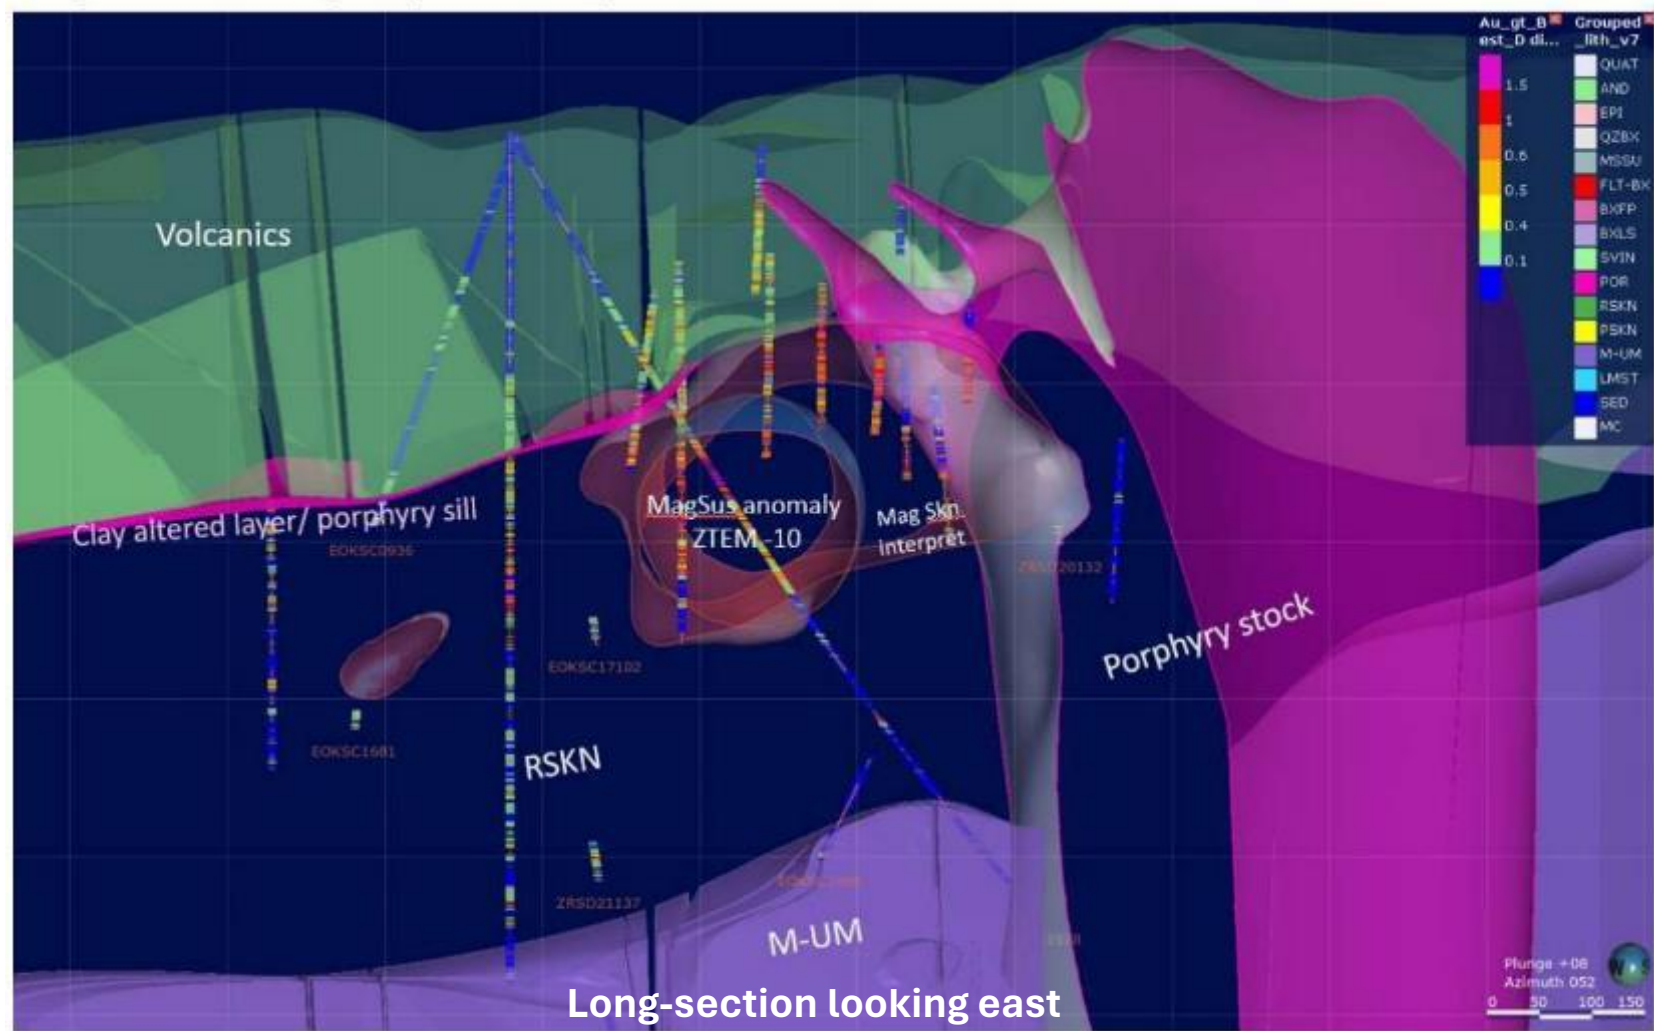 Au_gt_B
est_D di...
1.5
1
0.6
0.5
0.4
0.1
Grouped
_lith_v7
QUAT
AND
EPI
QZBX
MSSU
FLT-BX
BXFP
BXLS
SVIN
POR
RSKN
PSKN
M-UM
LMST
SED
MC
Volcanics
Clay altered layer/ porphyry sill
EOKSC0936
MagSus anomaly
ZTEM -10
Mag Skn
interpret
ZRSD20132
EOKSC17102
Porphyry stock
EOKSC1681
RSKN
ZRSD21137
M-UM
Long-section looking east
Plunge +08
Azimuth 052
0 50 100 150